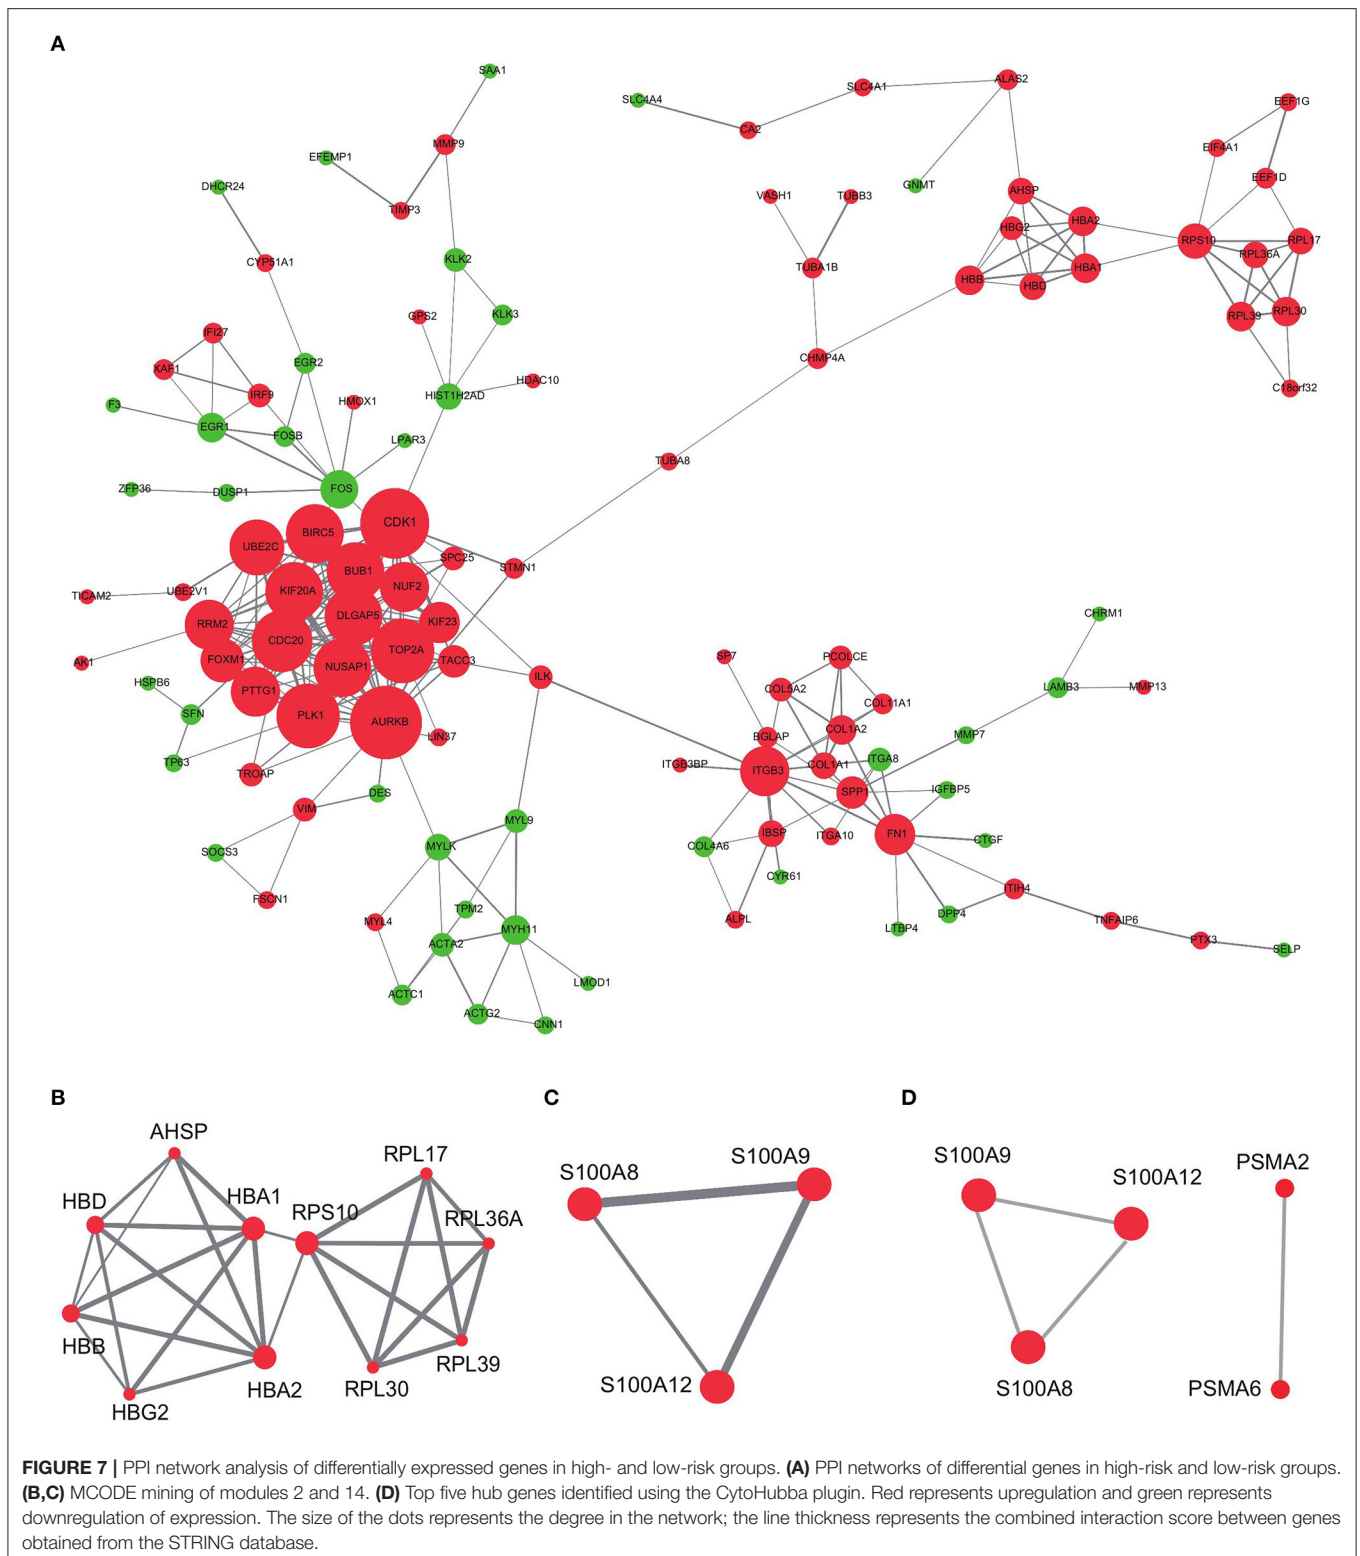 A
SAA1
SLC4A4
SLC4A1
ALAS2
EEF1G
CA2
MMP9
EIF4A1
EFEMP1
DHCR24
GNMT
EEF1D
TIMP3
VASH1
TUBB3
AHSP
HBA2
HBG2
RPS10
RPL17
RPL36A
CYP51A1
KLK2
TUBA1B
HBB
HBD
HBA1
GPS2
KLK3
RPL39
RPL30
IFI27
CHMP4A
XAF1
EGR2
HDAC10
C18orf32
IRF9
HMOX1
HIST1H2AD
F3
EGR1
FOSB
LPAR3
TUBA8
ZFP36
DUSP1
FOS
CDK1
BIRC5
UBE2C
BUB1
SPC25
STMN1
TICAM2
UBE2V1
KIF20A
NUF2
CHRM1
RRM2
DLGAP5
KIF23
CDC20
TOP2A
AK1
FOXM1
NUSAP1
TACC3
ILK
SP7
PCOLCE
HSPB6
PTTG1
COL5A2
LAMB3
MMP13
COL11A1
SFN
PLK1
AURKB
COL1A2
BGLAP
LIN37
MMP7
TP63
TROAP
ITGB3BP
ITGB3
COL1A1
ITGA8
DES
SPP1
IGFBP5
VIM
MYL9
IBSP
ITGA10
FN1
CTGF
SOCS3
MYLK
COL4A6
CYR61
FSCN1
TPM2
ITIH4
MYL4
MYH11
ALPL
LTBP4
DPP4
TNFAIP6
ACTA2
PTX3
SELP
ACTC1
LMOD1
ACTG2
CNN1
B
AHSP
RPL17
HBD
HBA1
RPS10
RPL36A
HBB
RPL39
HBA2
RPL30
HBG2
C
S100A8
S100A9
S100A12
D
S100A9
S100A12
PSMA2
S100A8
PSMA6
FIGURE 7 | PPI network analysis of differentially expressed genes in high- and low-risk groups. (A) PPI networks of differential genes in high-risk and low-risk groups.
(B,C) MCODE mining of modules 2 and 14. (D) Top five hub genes identified using the CytoHubba plugin. Red represents upregulation and green represents
downregulation of expression. The size of the dots represents the degree in the network; the line thickness represents the combined interaction score between genes
obtained from the STRING database.